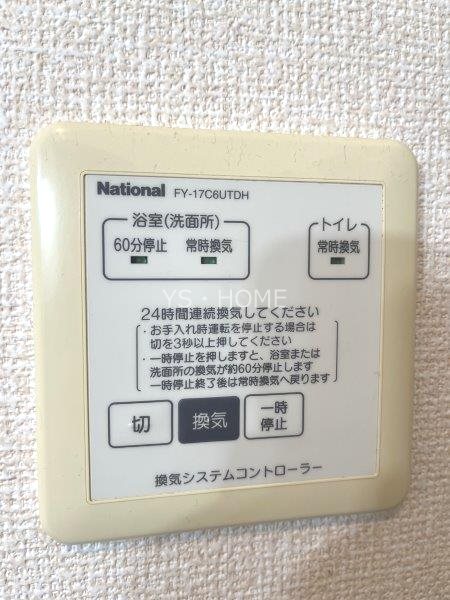 National FY-17C6UTDH
浴室(洗面所)
トイレ
60分停止 常時換気
常時換気
YS・HOME
24時間連続換気してください
・お手入れ時運転を停止する場合は
切を3秒以上押してください
・一時停止を押しますと、浴室または
洗面所の換気が約60分停止します
一時停止終了後は常時換気へ戻ります
切
換気
一時
停止
換気システムコントローラー